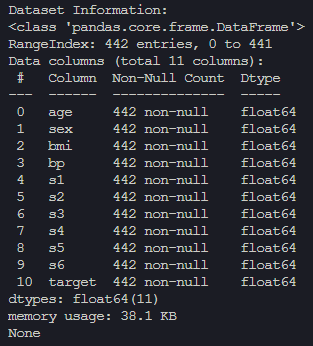 Dataset Information:
<class 'pandas.core.frame.DataFrame'>
RangeIndex: 442 entries, 0 to 441
Data columns (total 11 columns):
 #   Column  Non-Null Count  Dtype
---  ------  --------------  -----
 0   age     442 non-null    float64
 1   sex     442 non-null    float64
 2   bmi     442 non-null    float64
 3   bp      442 non-null    float64
 4   s1      442 non-null    float64
 5   s2      442 non-null    float64
 6   s3      442 non-null    float64
 7   s4      442 non-null    float64
 8   s5      442 non-null    float64
 9   s6      442 non-null    float64
 10  target  442 non-null    float64
dtypes: float64(11)
memory usage: 38.1 KB
None